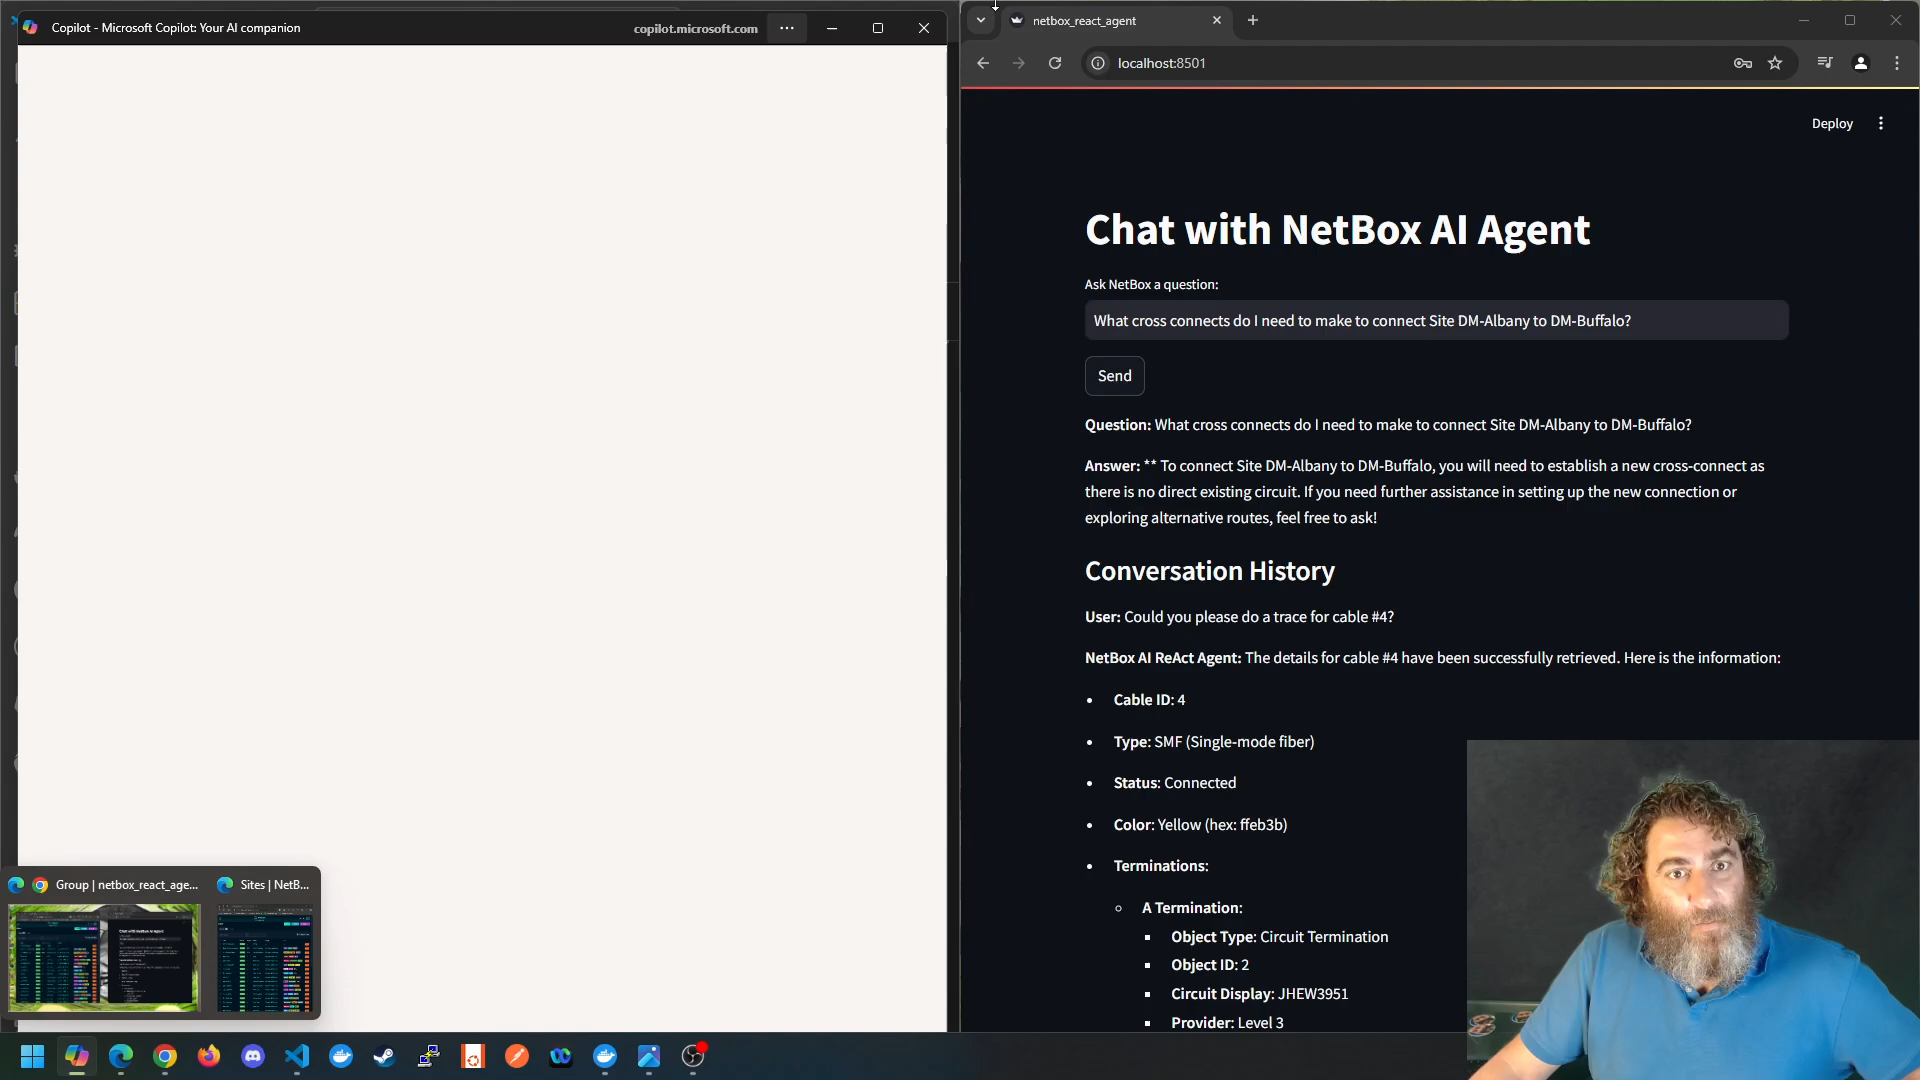 Copilot - Microsoft Copilot: Your AI companion
copilot.microsoft.com
netbox_react_agent
localhost:8501
Deploy
Chat with NetBox AI Agent
Ask NetBox a question:
What cross connects do I need to make to connect Site DM-Albany to DM-Buffalo?
Send
Question: What cross connects do I need to make to connect Site DM-Albany to DM-Buffalo?
Answer: ** To connect Site DM-Albany to DM-Buffalo, you will need to establish a new cross-connect as
there is no direct existing circuit. If you need further assistance in setting up the new connection or
exploring alternative routes, feel free to ask!
Conversation History
User: Could you please do a trace for cable #4?
NetBox AI ReAct Agent: The details for cable #4 have been successfully retrieved. Here is the information:
Cable ID: 4
Type: SMF (Single-mode fiber)
Status: Connected
Color: Yellow (hex: ffeb3b)
Terminations:
A Termination:
Object Type: Circuit Termination
Object ID: 2
Circuit Display: JHEW3951
Provider: Level 3
Group | netbox_react_age...
Sites | NetB...